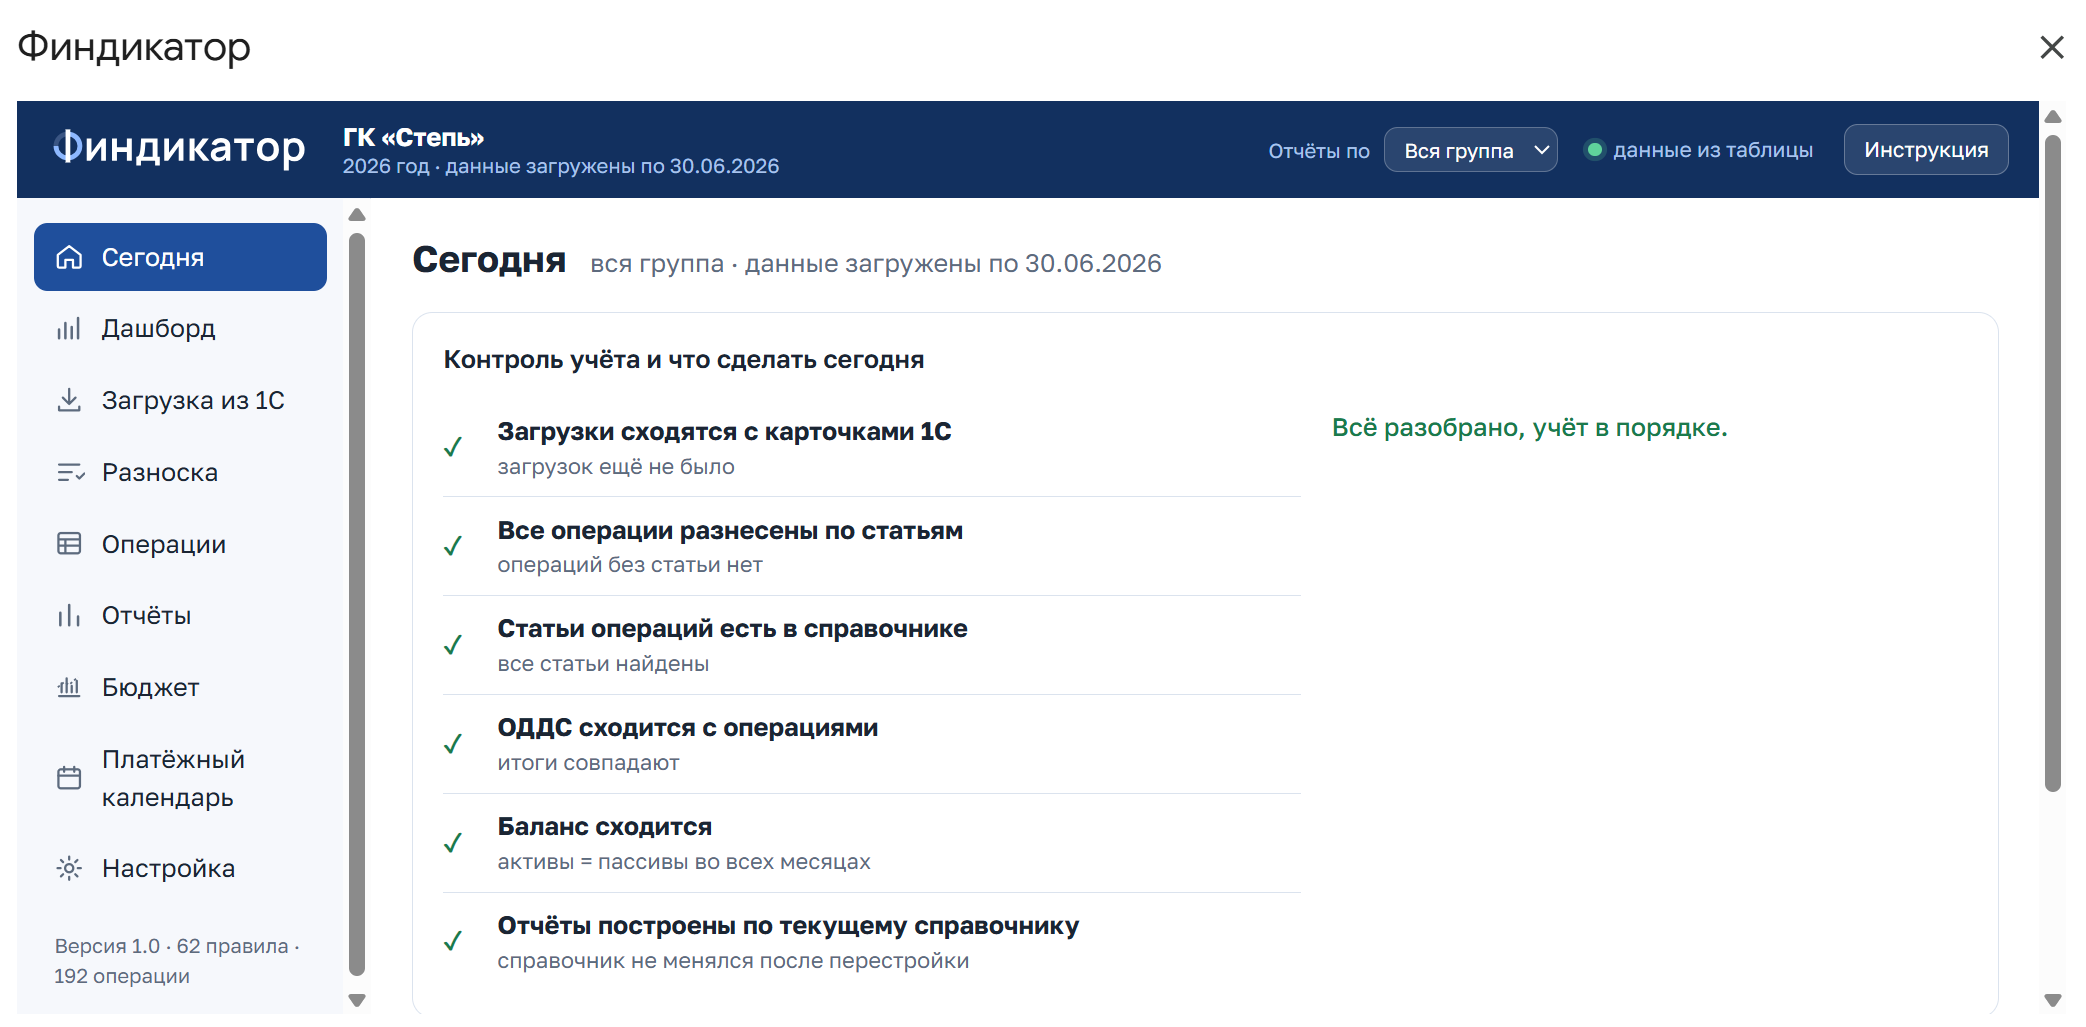 Финдикатор
Финдикатор
ГК «Степь»
2026 год · данные загружены по 30.06.2026
Отчёты по
Вся группа
данные из таблицы
Инструкция
Сегодня
Дашборд
Загрузка из 1С
Разноска
Операции
Отчёты
Бюджет
Платёжный
календарь
Настройка
Версия 1.0 · 62 правила ·
192 операции
Сегодня
вся группа · данные загружены по 30.06.2026
Контроль учёта и что сделать сегодня
Загрузки сходятся с карточками 1С
загрузок ещё не было
Все операции разнесены по статьям
операций без статьи нет
Статьи операций есть в справочнике
все статьи найдены
ОДДС сходится с операциями
итоги совпадают
Баланс сходится
активы = пассивы во всех месяцах
Отчёты построены по текущему справочнику
справочник не менялся после перестройки
Всё разобрано, учёт в порядке.